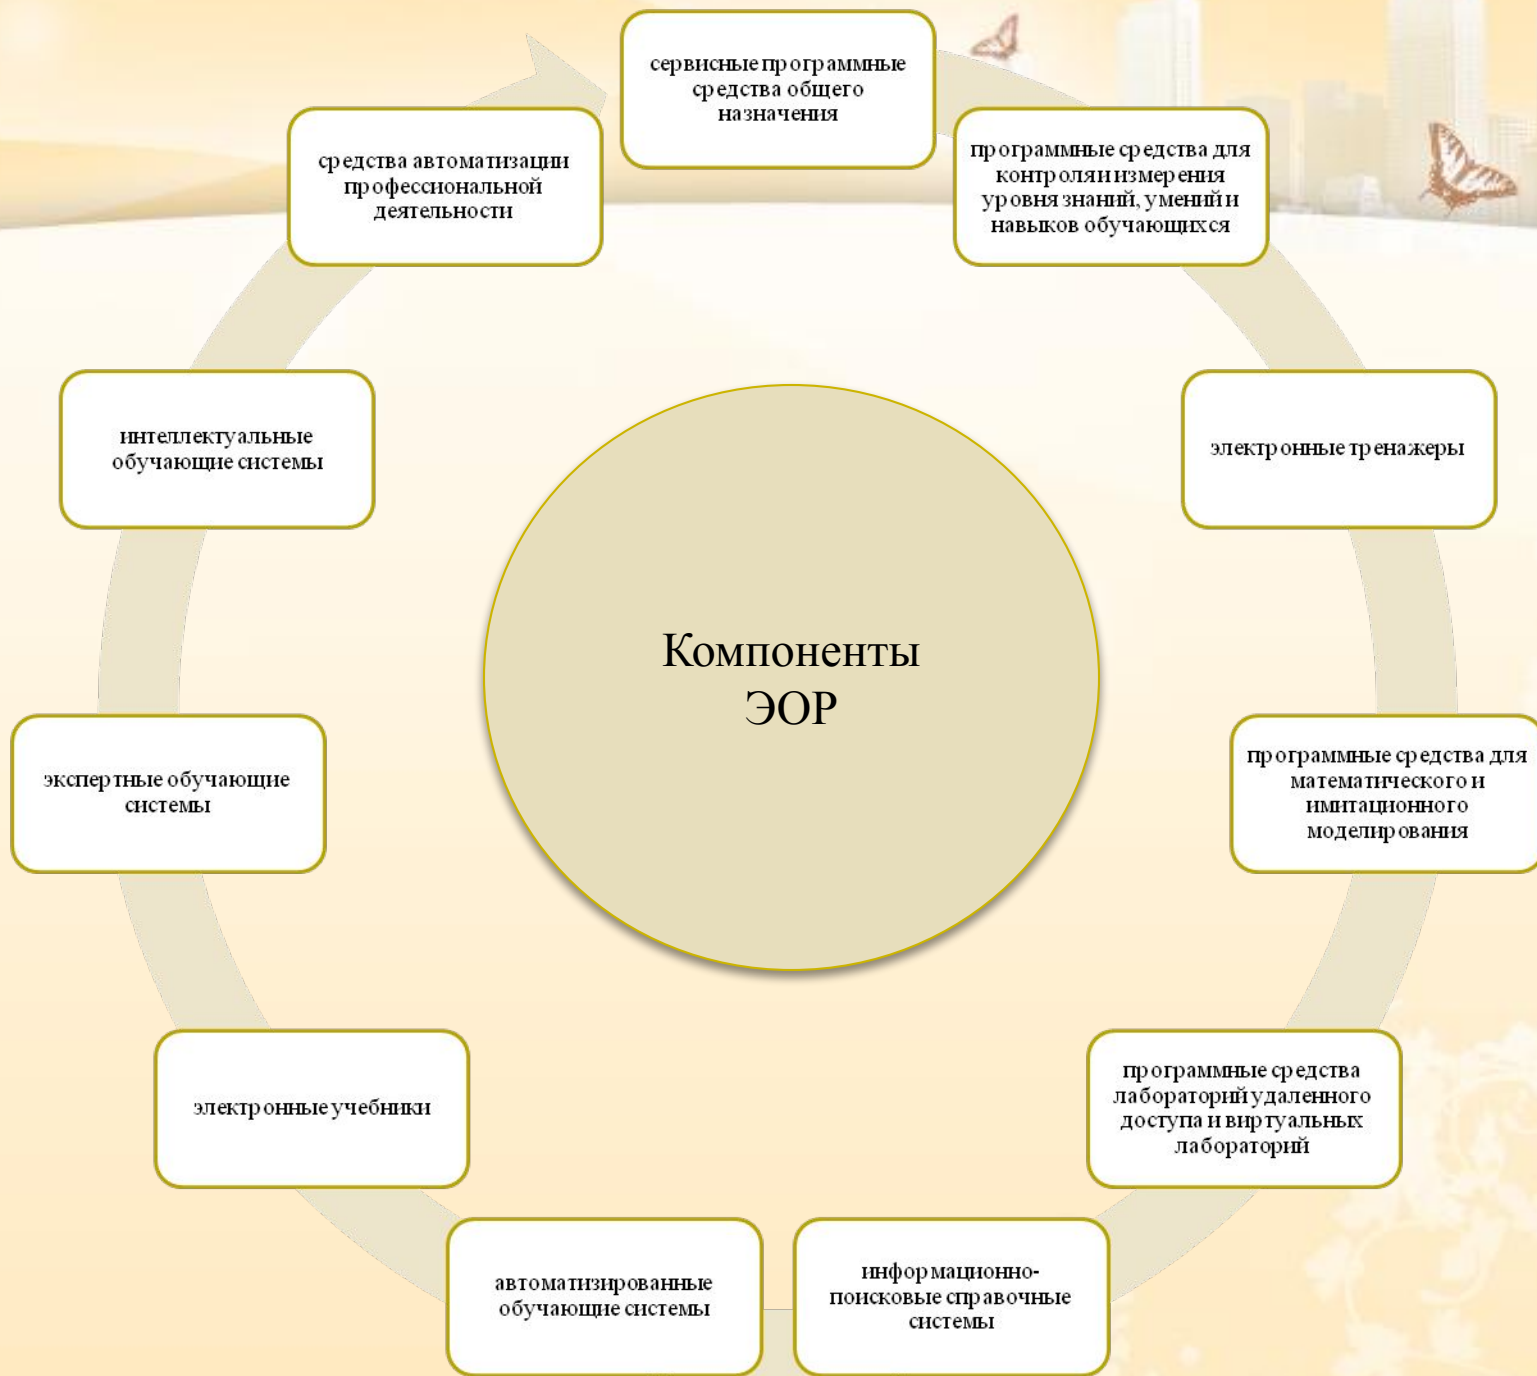 сервисные программные
средства общего
назначения
программные средства для
контроля и измерения
уровня знаний, умений и
навыков обучающихся
электронные тренажеры
программные средства для
математического и
имитационного
моделирования
программные средства
лабораторий удаленного
доступа и виртуальных
лабораторий
информационно-
поисковые справочные
системы
автоматизированные
обучающие системы
электронные учебники
экспертные обучающие
системы
интеллектуальные
обучающие системы
средства автоматизации
профессиональной
деятельности
Компоненты
ЭОР